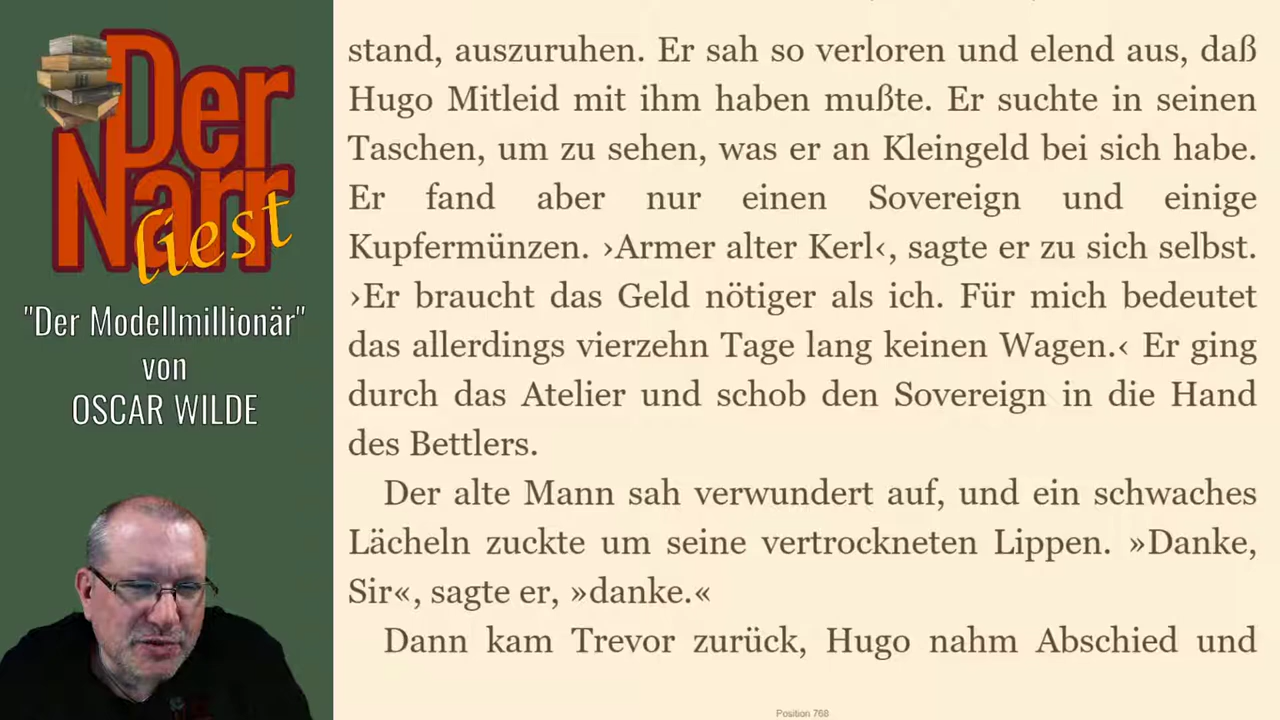 Der
Narr
liest
"Der Modellmillionär"
von
OSCAR WILDE
stand, auszuruhen. Er sah so verloren und elend aus, daß
Hugo Mitleid mit ihm haben mußte. Er suchte in seinen
Taschen, um zu sehen, was er an Kleingeld bei sich habe.
Er fand aber nur einen Sovereign und einige
Kupfermünzen. ›Armer alter Kerl‹, sagte er zu sich selbst.
›Er braucht das Geld nötiger als ich. Für mich bedeutet
das allerdings vierzehn Tage lang keinen Wagen.‹ Er ging
durch das Atelier und schob den Sovereign in die Hand
des Bettlers.
Der alte Mann sah verwundert auf, und ein schwaches
Lächeln zuckte um seine vertrockneten Lippen. »Danke,
Sir«, sagte er, »danke.«
Dann kam Trevor zurück, Hugo nahm Abschied und
Position 768